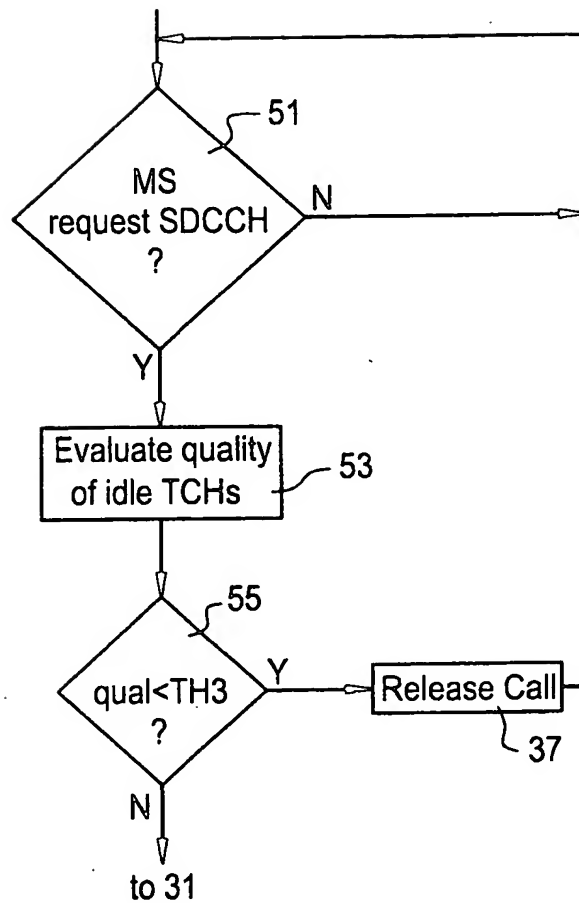 51
MS
request SDCCH
?
N
Y
Evaluate quality
of idle TCHs
53
55
qual<TH3
?
Y
Release Call
37
N
to 31